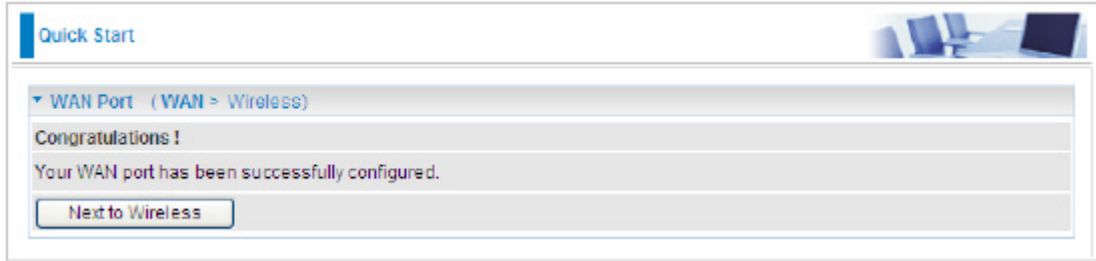 Quick Start
WAN Port (WAN > Wireless)
Congratulations !
Your WAN port has been successfully configured.
Next to Wireless